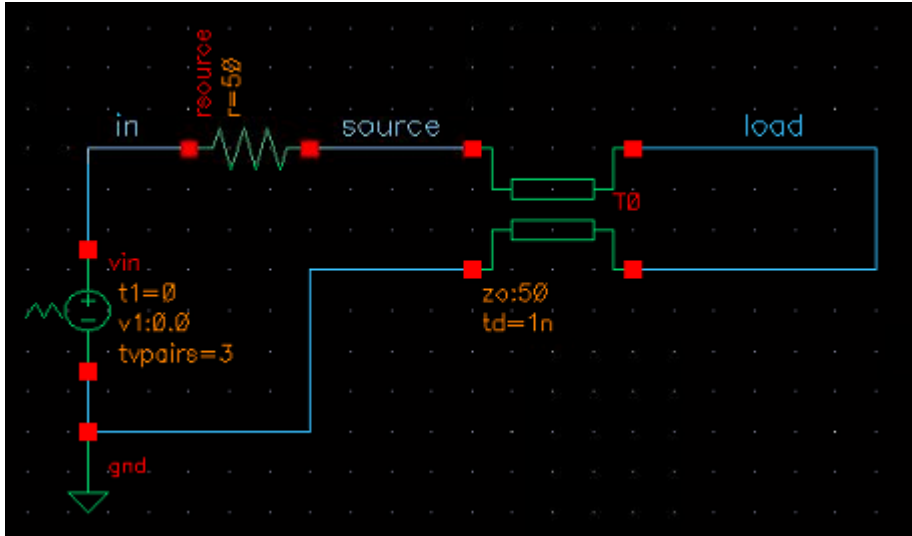 rsource
r=50
in
source
load
T0
vin
t1=0
v1:0.0
tvpairs=3
zo:50
td=1n
gnd